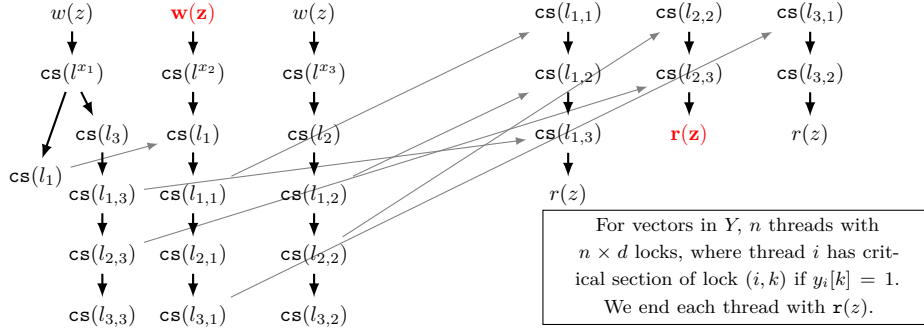 w(z) w(z) w(z) cs(l_{1,1}) cs(l_{2,2}) cs(l_{3,1})
cs(l^{x_1}) cs(l^{x_2}) cs(l^{x_3}) cs(l_{1,2}) cs(l_{2,3}) cs(l_{3,2})
cs(l_3) cs(l_1) cs(l_2) cs(l_{1,3}) r(z) r(z)
cs(l_1)
cs(l_{1,3}) cs(l_{1,1}) cs(l_{1,2}) r(z)
cs(l_{2,3}) cs(l_{2,1}) cs(l_{2,2})
cs(l_{3,3}) cs(l_{3,1}) cs(l_{3,2})
For vectors in Y, n threads with
n × d locks, where thread i has crit-
ical section of lock (i, k) if y_i[k] = 1.
We end each thread with r(z).